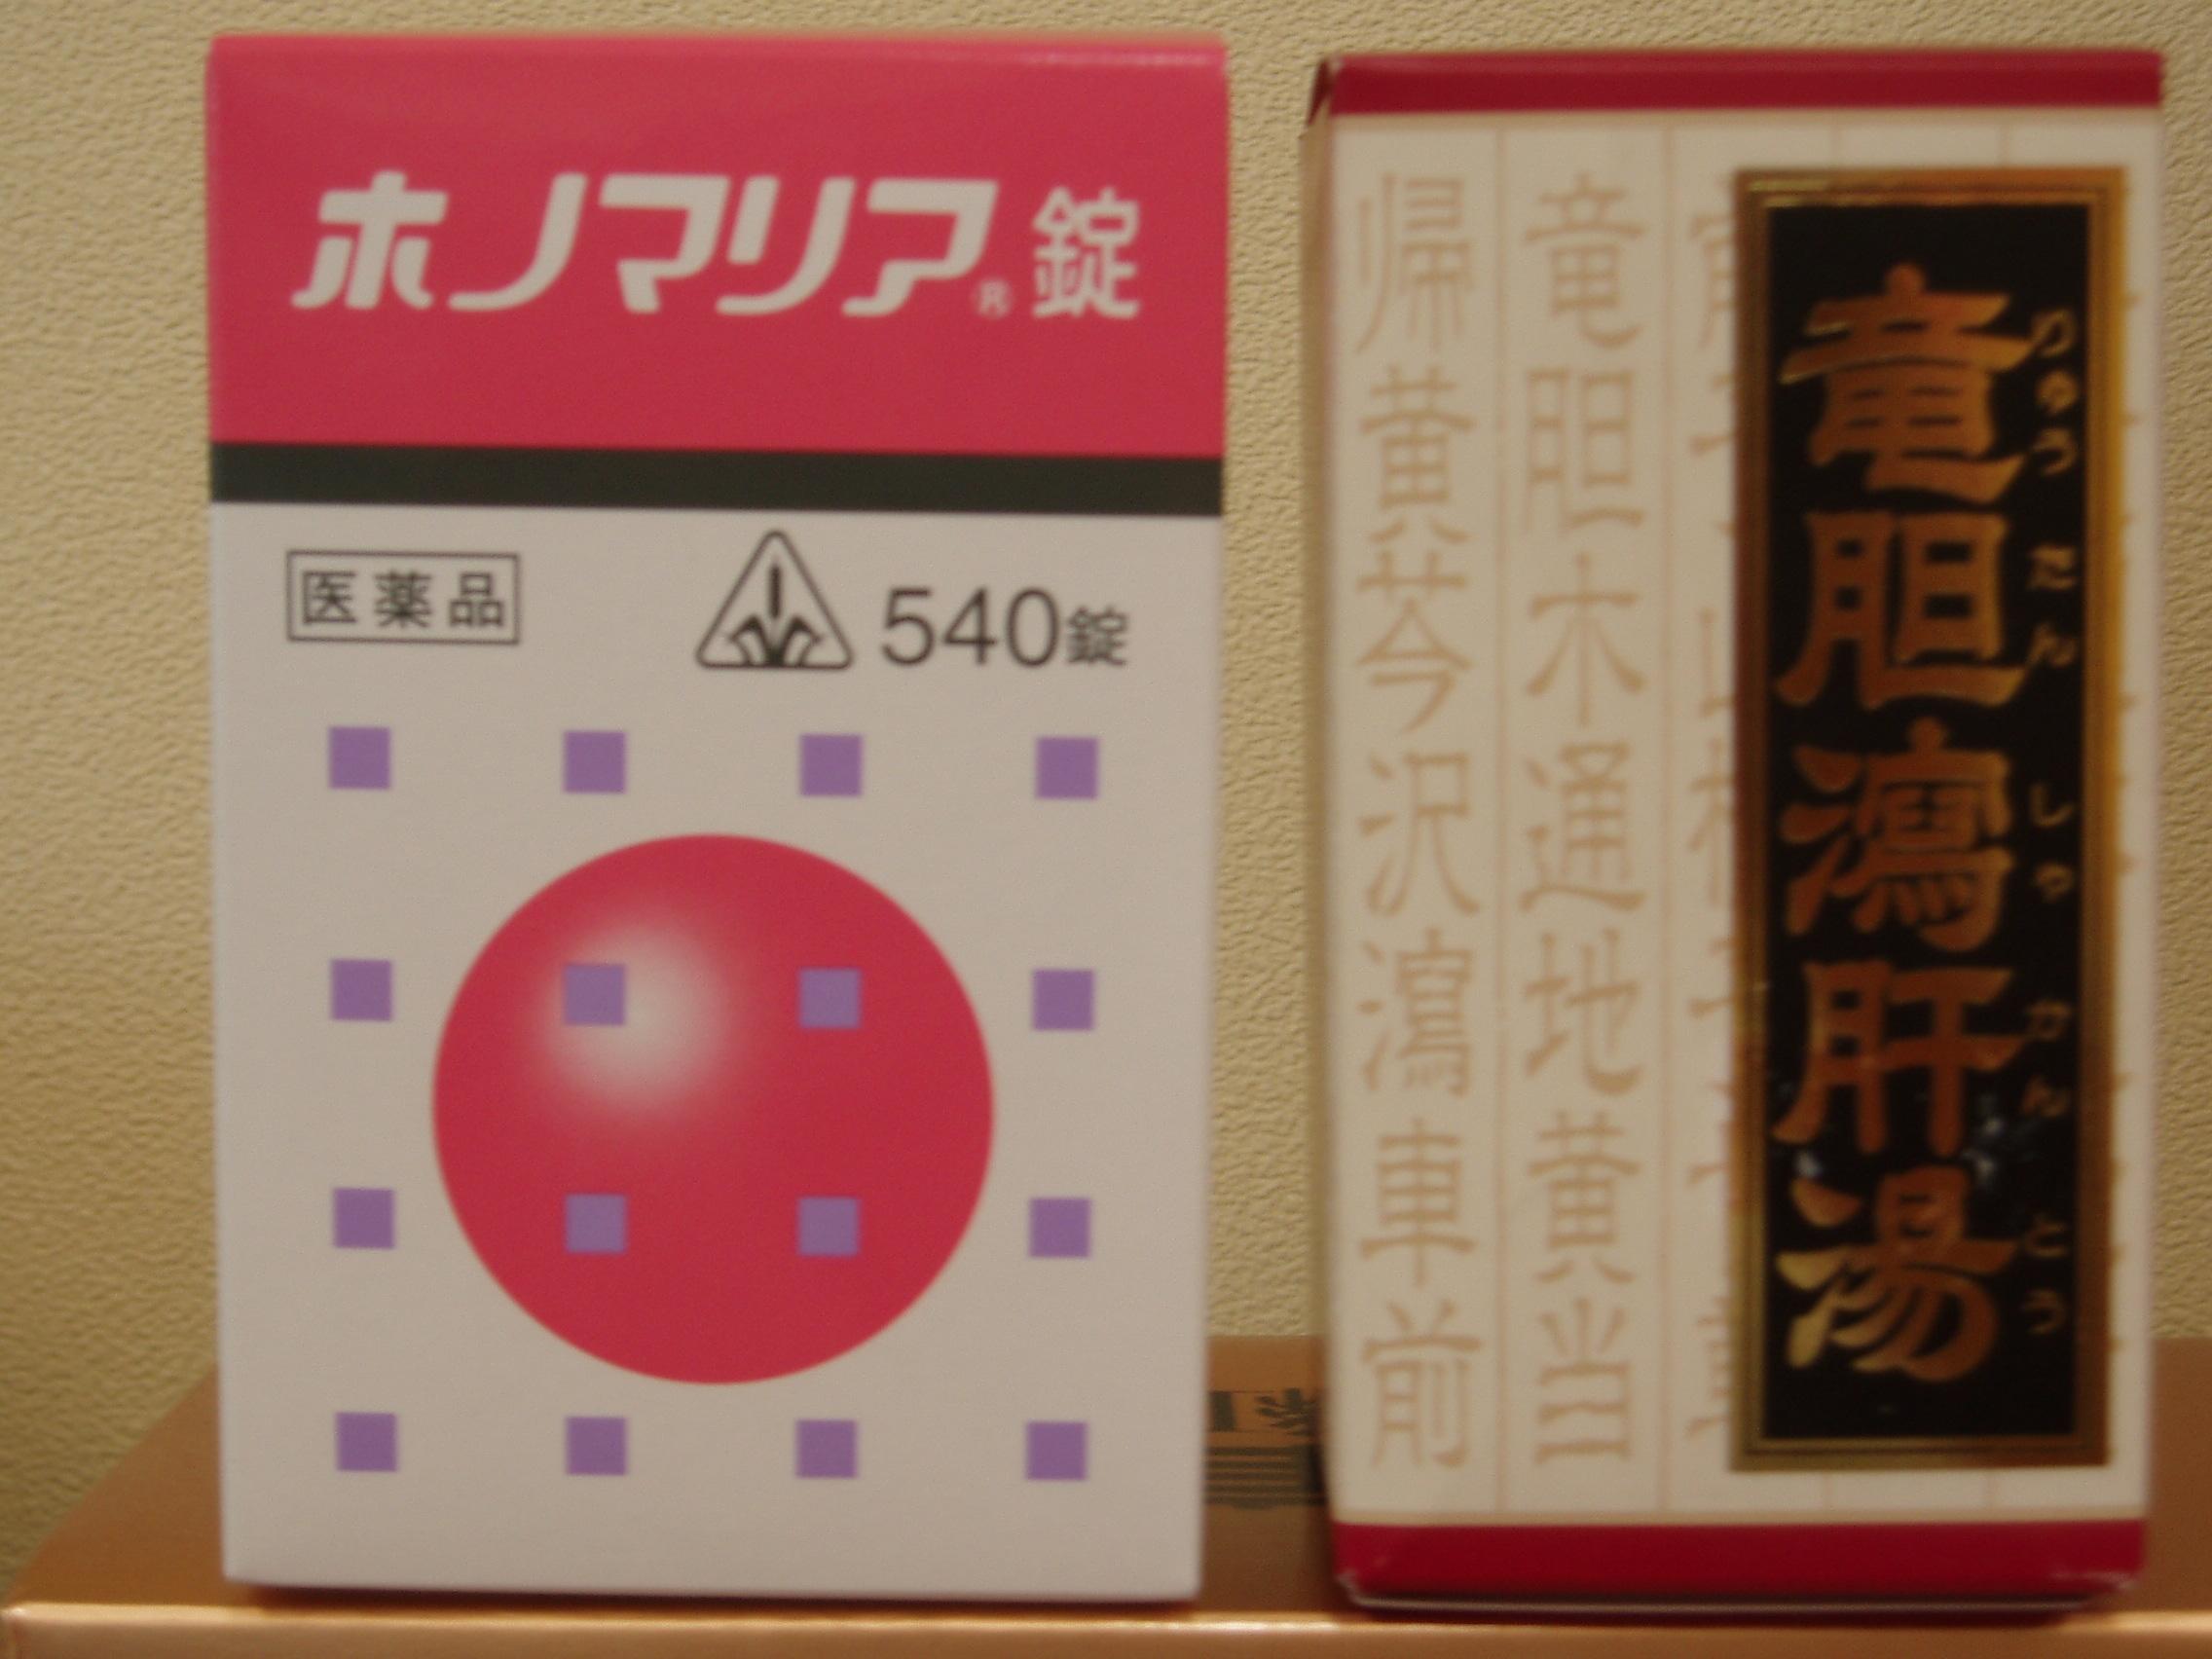 ホノマリア®錠
医薬品
540錠
竜胆瀉肝湯
りゅうたんしゃかんとう
竜胆木通地黄当
帰黄芩沢瀉車前